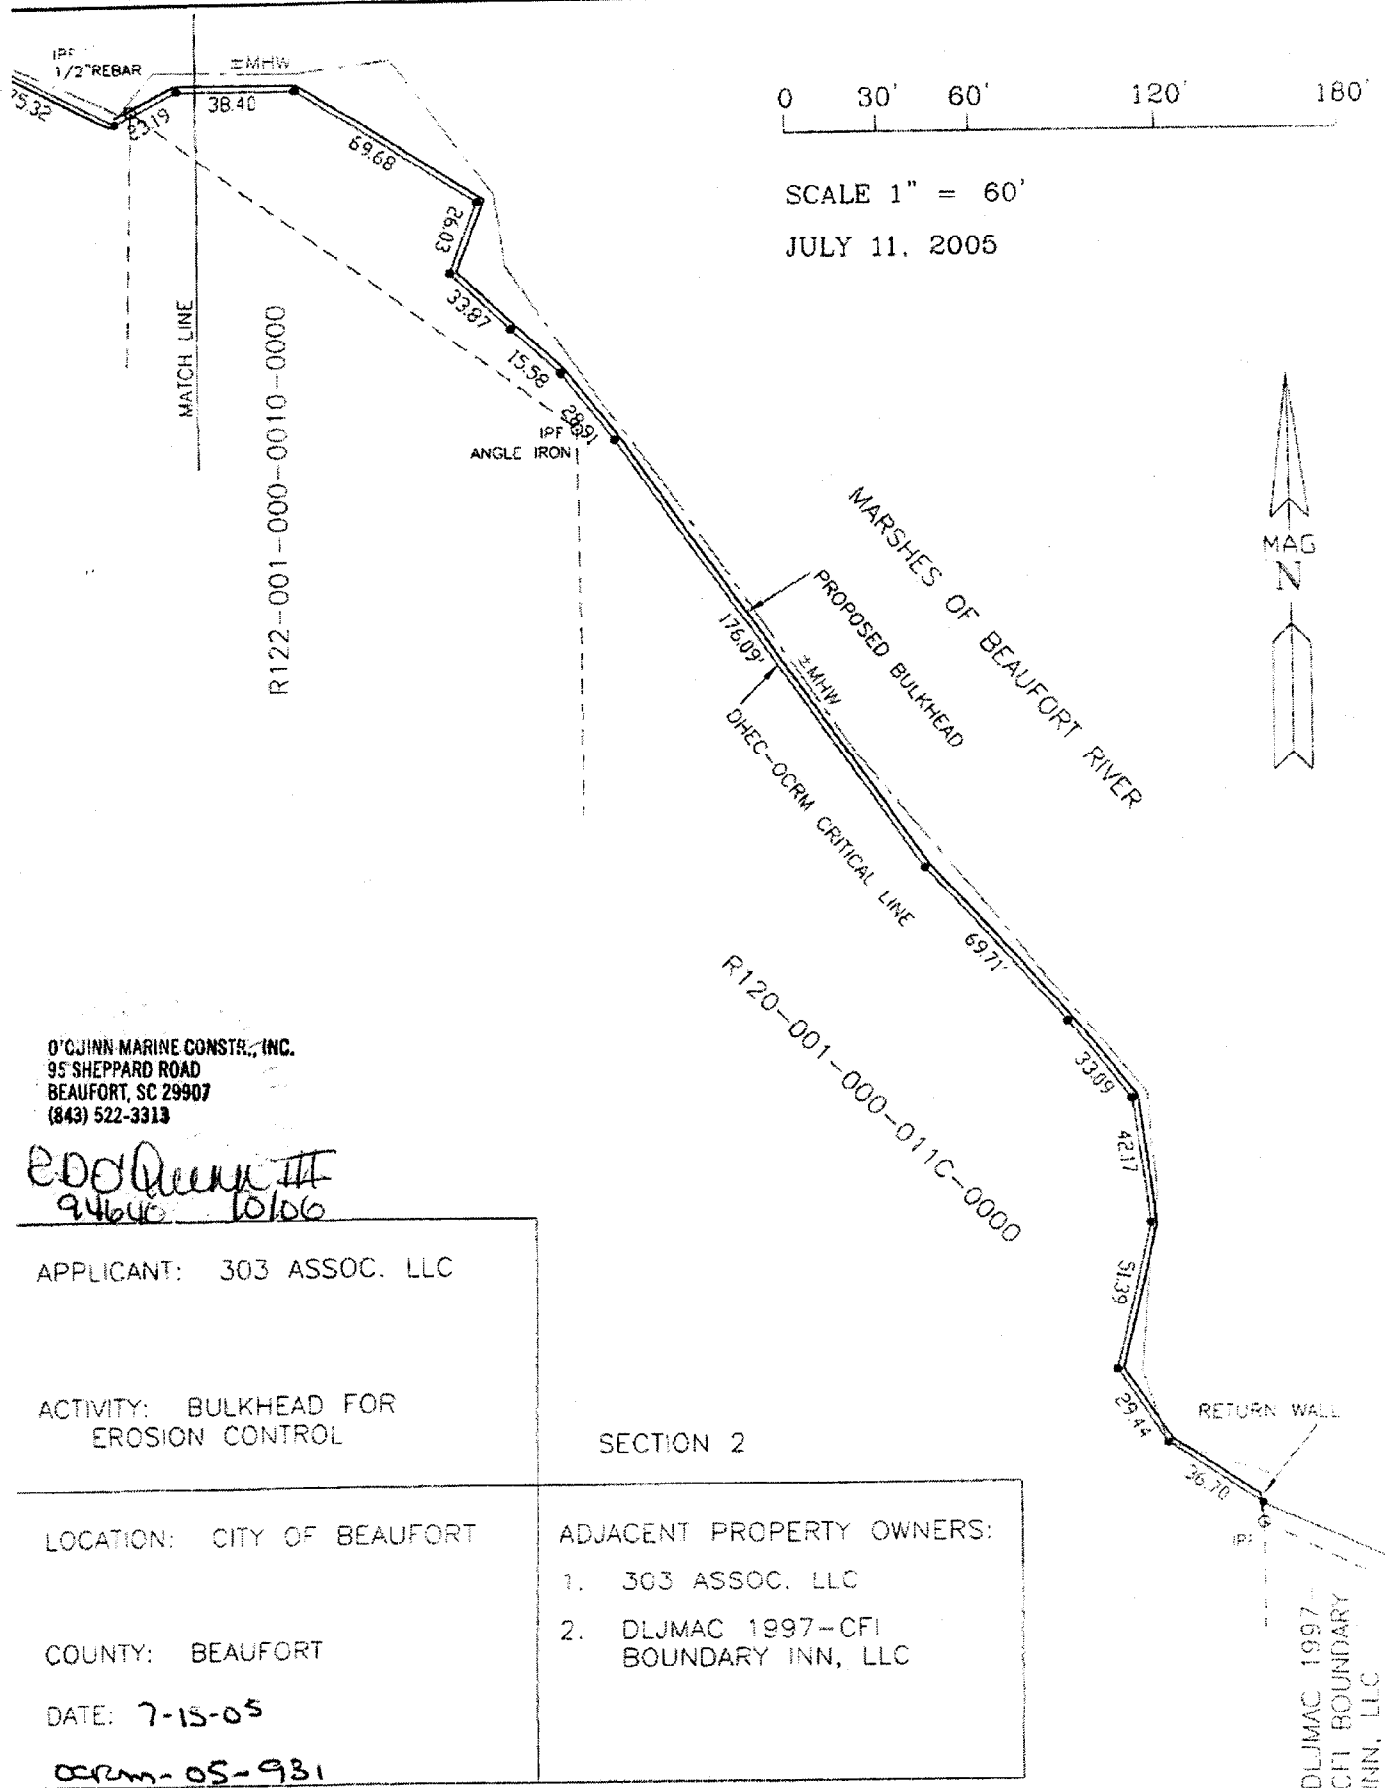 IPF
1/2"REBAR
±MHW
75.32
23.19
38.40
69.68
26.03
33.87
15.58
28.91
IPF
ANGLE IRON
MATCH LINE
R122-001-000-0010-0000
0 30' 60' 120' 180'
SCALE 1" = 60'
JULY 11, 2005
MAG
N
MARSHES OF BEAUFORT RIVER
PROPOSED BULKHEAD
176.09'
±MHW
DHEC-OCRM CRITICAL LINE
69.71'
R120-001-000-011C-0000
33.09
42.17
51.39
29.44
36.70
RETURN WALL
IPF
DLJMAC 1997-
CFI BOUNDARY
INN, LLC
O'QUINN MARINE CONSTR., INC.
95 SHEPPARD ROAD
BEAUFORT, SC 29907
(843) 522-3313
EDO'Quinn III
94640 10/06
APPLICANT: 303 ASSOC. LLC
ACTIVITY: BULKHEAD FOR
EROSION CONTROL
SECTION 2
LOCATION: CITY OF BEAUFORT
COUNTY: BEAUFORT
DATE: 7-15-05
OCRM-05-931
ADJACENT PROPERTY OWNERS:
1. 303 ASSOC. LLC
2. DLJMAC 1997-CFI
BOUNDARY INN, LLC